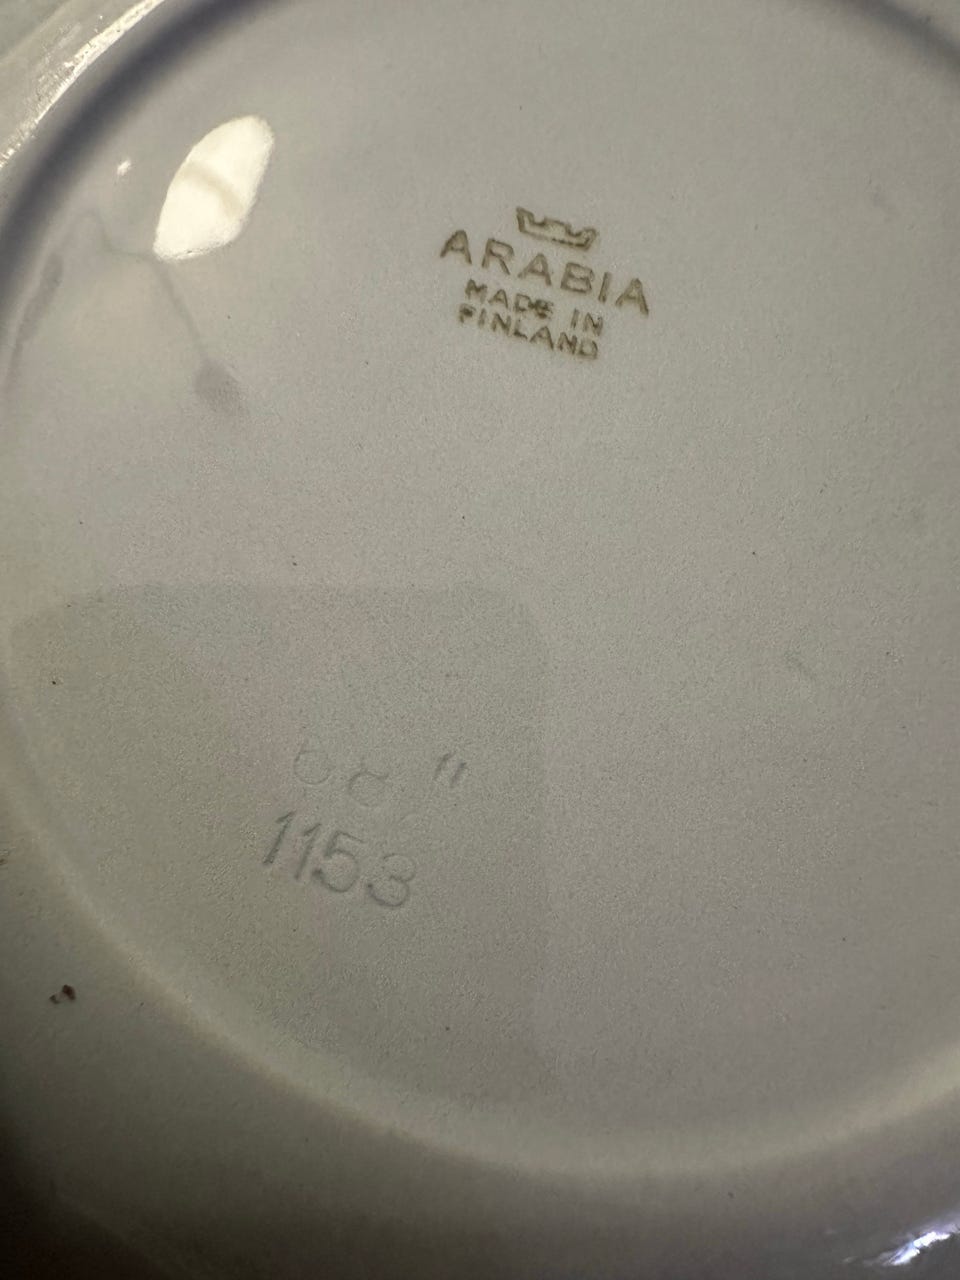 ARABIA
MADE IN
FINLAND
1153